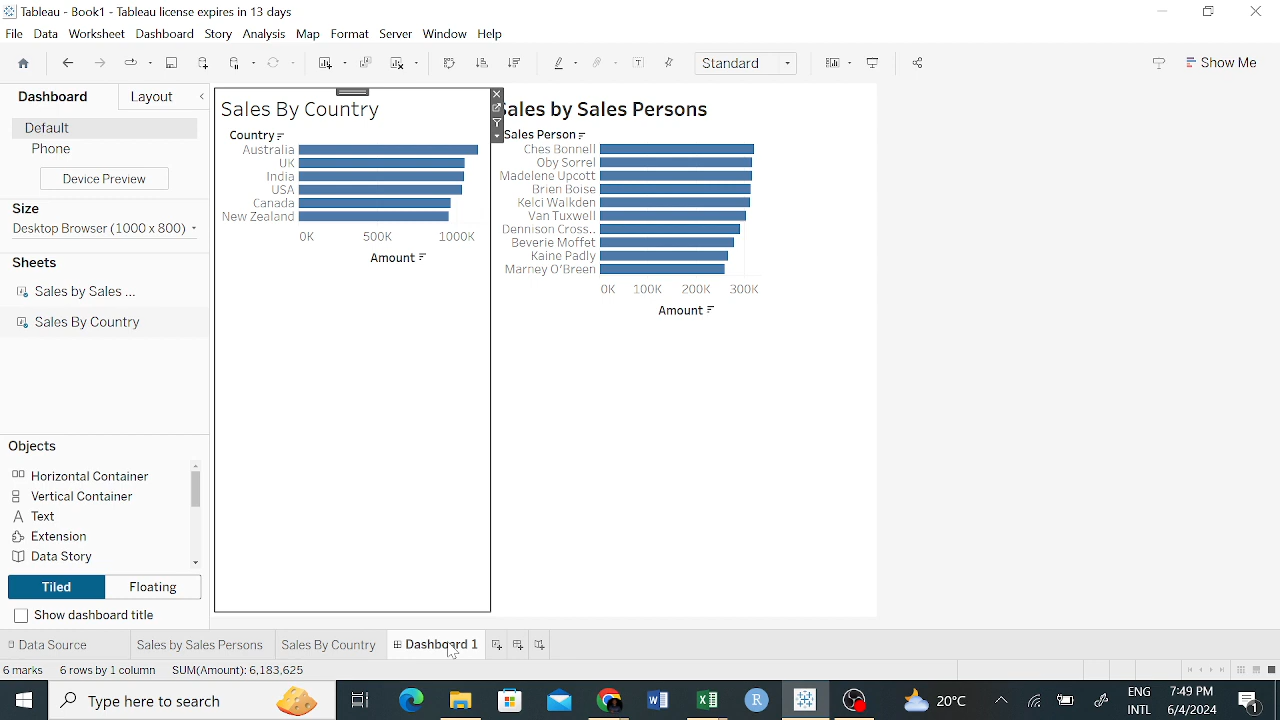 Tableau - Book1 - Tableau license expires in 13 days
File Data Worksheet Dashboard Story Analysis Map Format Server Window Help
Standard
Show Me
Dashboard Layout
Default
Phone
Device Preview
Size
Desktop Browser (1000 x 800)
Sheets
Sales by Sales ...
Sales By Country
Objects
Horizontal Container
Vertical Container
A Text
Extension
Data Story
Tiled Floating
Show dashboard title
Sales By Country
Country
Australia
UK
India
USA
Canada
New Zealand
0K 500K 1000K
Amount
Sales by Sales Persons
Sales Person
Ches Bonnell
Oby Sorrel
Madelene Upcott
Brien Boise
Kelci Walkden
Van Tuxwell
Dennison Cross..
Beverie Moffet
Kaine Padly
Marney O'Breen
0K 100K 200K 300K
Amount
Data Source Sales by Sales Persons Sales By Country Dashboard 1
6 marks 6 rows by 1 column SUM(Amount): 6,183,625
Type here to search
20°C
ENG
INTL
7:49 PM
6/4/2024
1